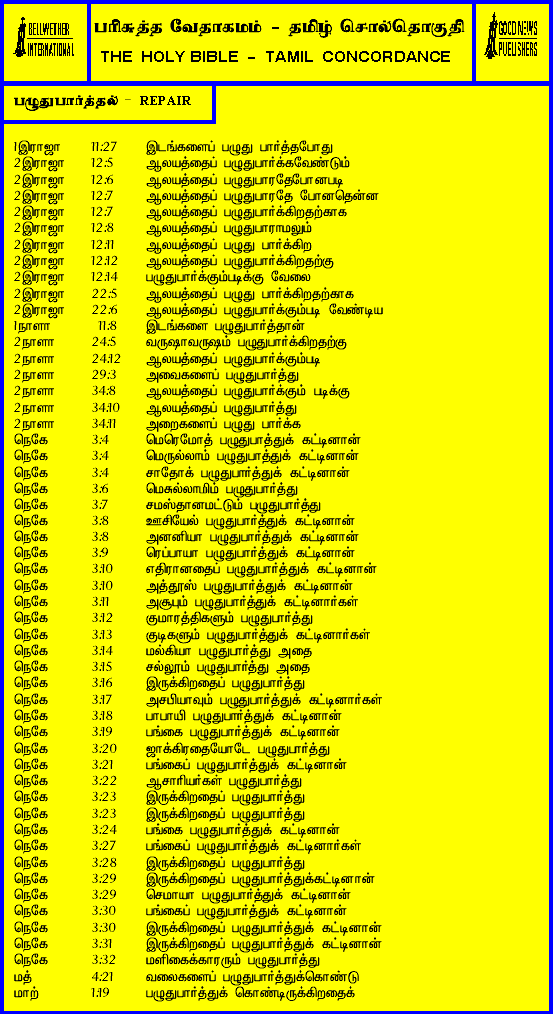 BELLWETHER
INTERNATIONAL
பரிசுத்த வேதாகமம் - தமிழ் சொல்தொகுதி
THE HOLY BIBLE - TAMIL CONCORDANCE
GOOD NEWS
PUBLISHERS
பழுதுபார்த்தல் - REPAIR
1இராஜா 11:27 இடங்களைப் பழுது பார்த்தபோது
2இராஜா 12:5 ஆலயத்தைப் பழுதுபார்க்கவேண்டும்
2இராஜா 12:6 ஆலயத்தைப் பழுதுபாரதேபோனபடி
2இராஜா 12:7 ஆலயத்தைப் பழுதுபாரதே போனதென்ன
2இராஜா 12:7 ஆலயத்தைப் பழுதுபார்க்கிறதற்காக
2இராஜா 12:8 ஆலயத்தைப் பழுதுபாராமலும்
2இராஜா 12:11 ஆலயத்தைப் பழுது பார்க்கிற
2இராஜா 12:12 ஆலயத்தைப் பழுதுபார்க்கிறதற்கு
2இராஜா 12:14 பழுதுபார்க்கும்படிக்கு வேலை
2இராஜா 22:5 ஆலயத்தைப் பழுது பார்க்கிறதற்காக
2இராஜா 22:6 ஆலயத்தைப் பழுதுபார்க்கும்படி வேண்டிய
1நாளா 11:8 இடங்களை பழுதுபார்த்தான்
2நாளா 24:5 வருஷாவருஷம் பழுதுபார்க்கிறதற்கு
2நாளா 24:12 ஆலயத்தைப் பழுதுபார்க்கும்படி
2நாளா 29:3 அவைகளைப் பழுதுபார்த்து
2நாளா 34:8 ஆலயத்தைப் பழுதுபார்க்கும் படிக்கு
2நாளா 34:10 ஆலயத்தைப் பழுதுபார்த்து
2நாளா 34:11 அறைகளைப் பழுது பார்க்க
நெகே 3:4 மெரெமோத் பழுதுபாத்துக் கட்டினான்
நெகே 3:4 மெருல்லாம் பழுதுபாத்துக் கட்டினான்
நெகே 3:4 சாதோக் பழுதுபார்த்துக் கட்டினான்
நெகே 3:6 மெசுல்லாமிம் பழுதுபார்த்து
நெகே 3:7 சமஸ்தானமட்டும் பழுதுபார்த்து
நெகே 3:8 ஊசியேல் பழுதுபார்த்துக் கட்டினான்
நெகே 3:8 அனனியா பழுதுபார்த்துக் கட்டினான்
நெகே 3:9 ரெப்பாயா பழுதுபார்த்துக் கட்டினான்
நெகே 3:10 எதிரானதைப் பழுதுபார்த்துக் கட்டினான்
நெகே 3:10 அத்தூஸ் பழுதுபார்த்துக் கட்டினான்
நெகே 3:11 அசூபும் பழுதுபார்த்துக் கட்டினார்கள்
நெகே 3:12 குமாரத்திகளும் பழுதுபார்த்து
நெகே 3:13 குடிகளும் பழுதுபார்த்துக் கட்டினார்கள்
நெகே 3:14 மல்கியா பழுதுபார்த்து அதை
நெகே 3:15 சல்லூம் பழுதுபார்த்து அதை
நெகே 3:16 இருக்கிறதைப் பழுதுபார்த்து
நெகே 3:17 அசபியாவும் பழுதுபார்த்துக் கட்டினார்கள்
நெகே 3:18 பாபாயி பழுதுபார்த்துக் கட்டினான்
நெகே 3:19 பங்கை பழுதுபார்த்துக் கட்டினான்
நெகே 3:20 ஜாக்கிரதையோடே பழுதுபார்த்து
நெகே 3:21 பங்கைப் பழுதுபார்த்துக் கட்டினான்
நெகே 3:22 ஆசாரியர்கள் பழுதுபார்த்து
நெகே 3:23 இருக்கிறதைப் பழுதுபார்த்து
நெகே 3:23 இருக்கிறதைப் பழுதுபார்த்து
நெகே 3:24 பங்கை பழுதுபார்த்துக் கட்டினான்
நெகே 3:27 பங்கைப் பழுதுபார்த்துக் கட்டினார்கள்
நெகே 3:28 இருக்கிறதைப் பழுதுபார்த்து
நெகே 3:29 இருக்கிறதைப் பழுதுபார்த்துக்கட்டினான்
நெகே 3:29 செமாயா பழுதுபார்த்துக் கட்டினான்
நெகே 3:30 பங்கைப் பழுதுபார்த்துக் கட்டினான்
நெகே 3:30 இருக்கிறதைப் பழுதுபார்த்துக் கட்டினான்
நெகே 3:31 இருக்கிறதைப் பழுதுபார்த்துக் கட்டினான்
நெகே 3:32 மளிகைக்காரரும் பழுதுபார்த்து
மத் 4:21 வலைகளைப் பழுதுபார்த்துக்கொண்டு
மாற் 1:19 பழுதுபார்த்துக் கொண்டிருக்கிறதைக்